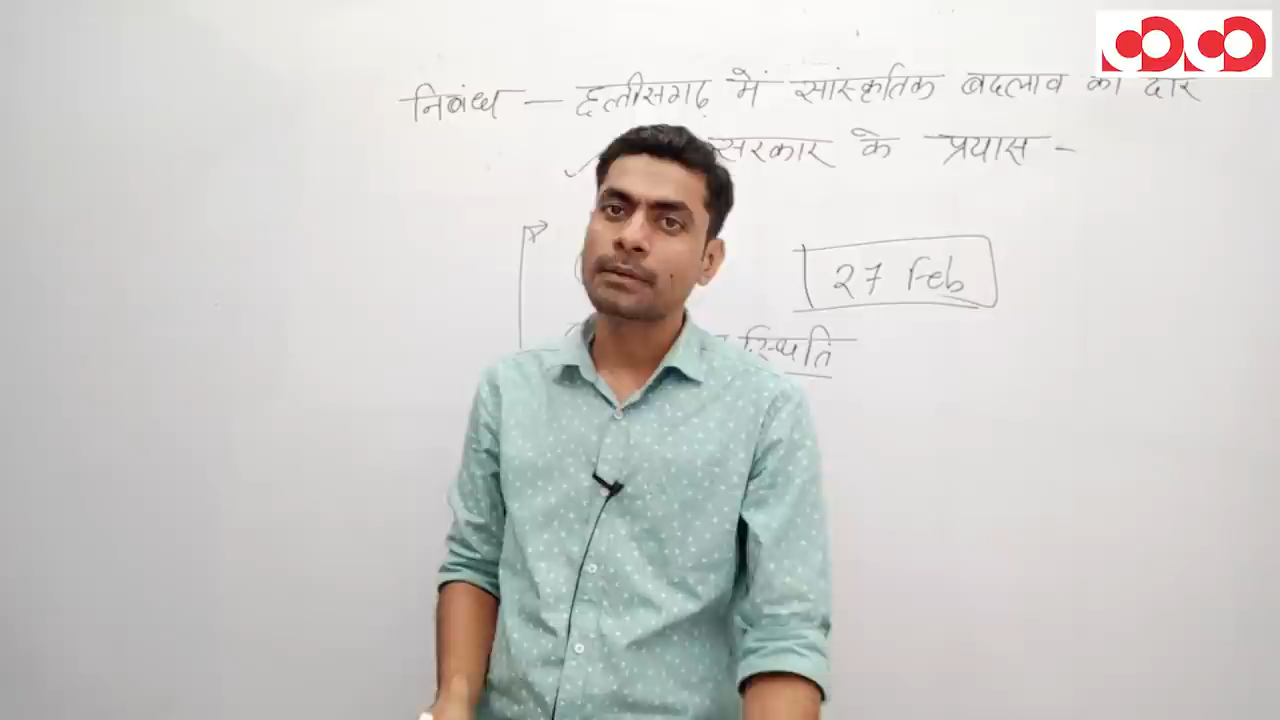 निबंध - छत्तीसगढ़ में सांस्कृतिक बदलाव का दौर
सरकार के प्रयास -
27 Feb
स्थिति